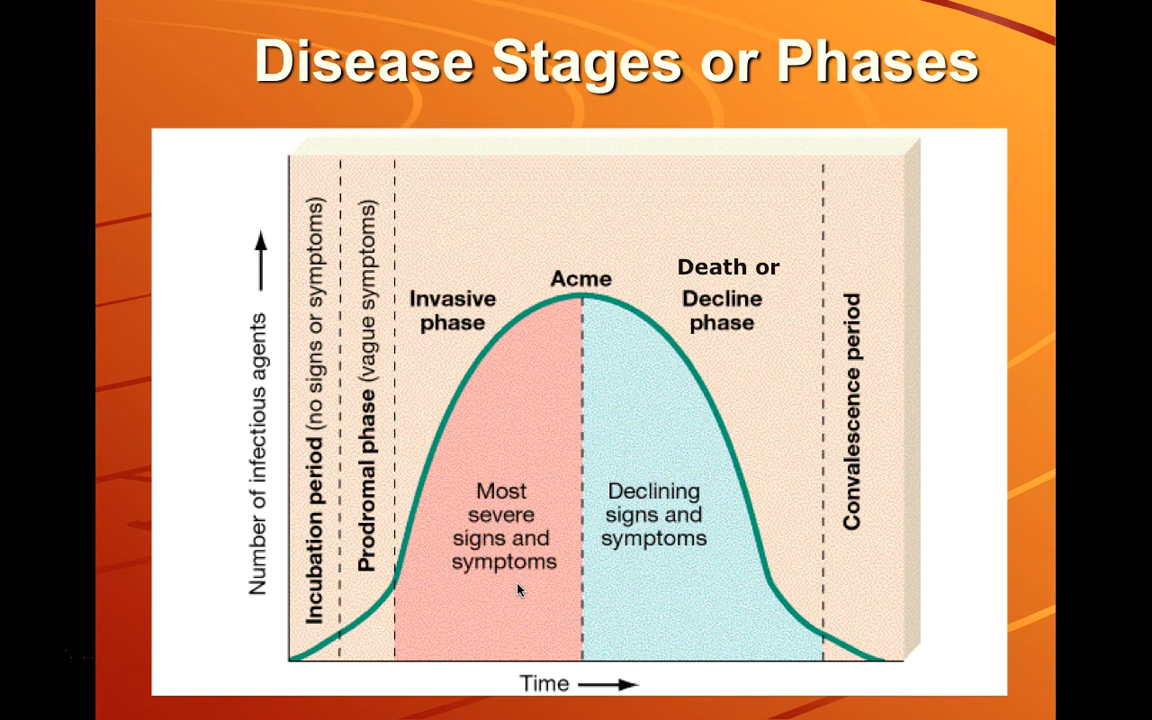 Disease Stages or Phases
Number of infectious agents
Incubation period (no signs or symptoms)
Prodromal phase (vague symptoms)
Invasive
phase
Acme
Death or
Decline
phase
Convalescence period
Most
severe
signs and
symptoms
Declining
signs and
symptoms
Time